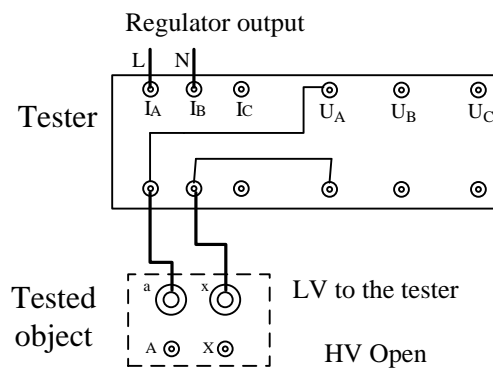 Regulator output
L N
Tester
IA IB IC UA UB UC
a x
LV to the tester
Tested
object
A X
HV Open